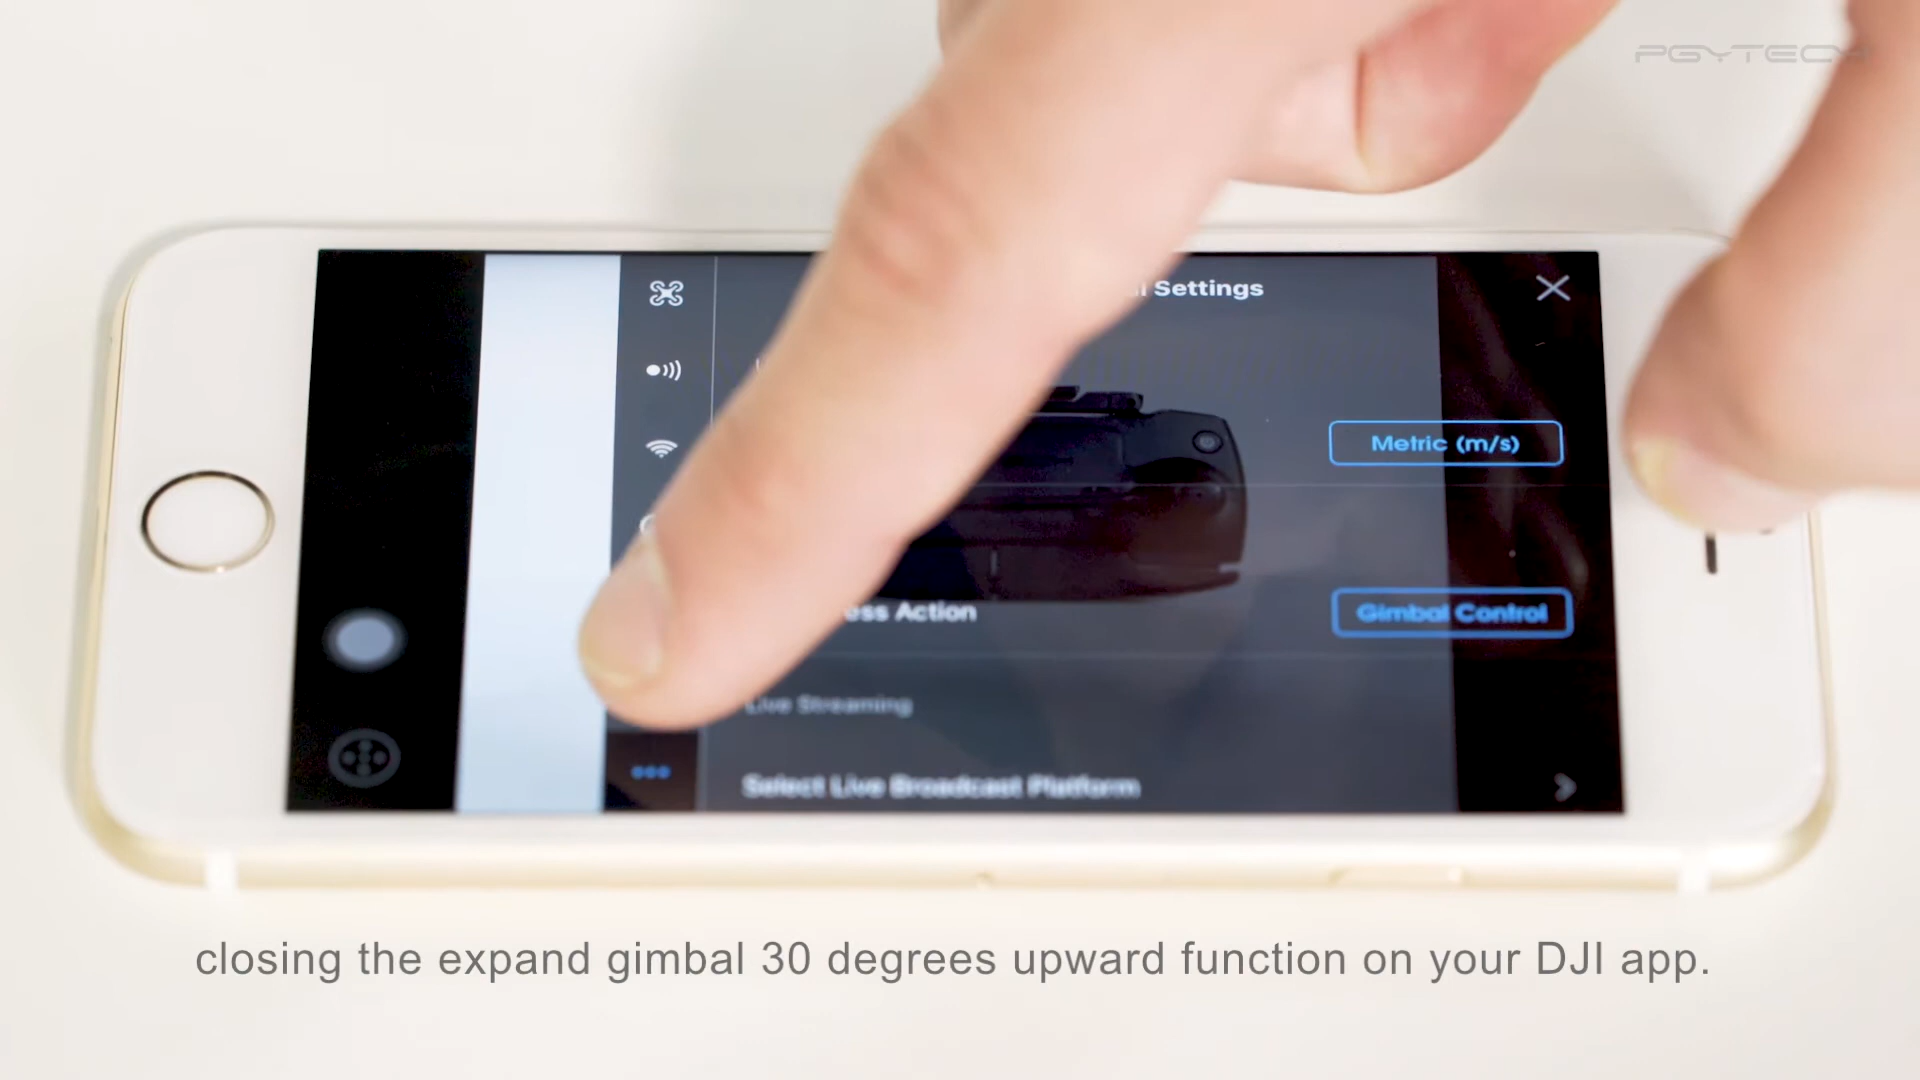 PGYTECH
Settings
Metric (m/s)
ess Action
Gimbal Control
Live Streaming
Select Live Broadcast Platform
closing the expand gimbal 30 degrees upward function on your DJI app.